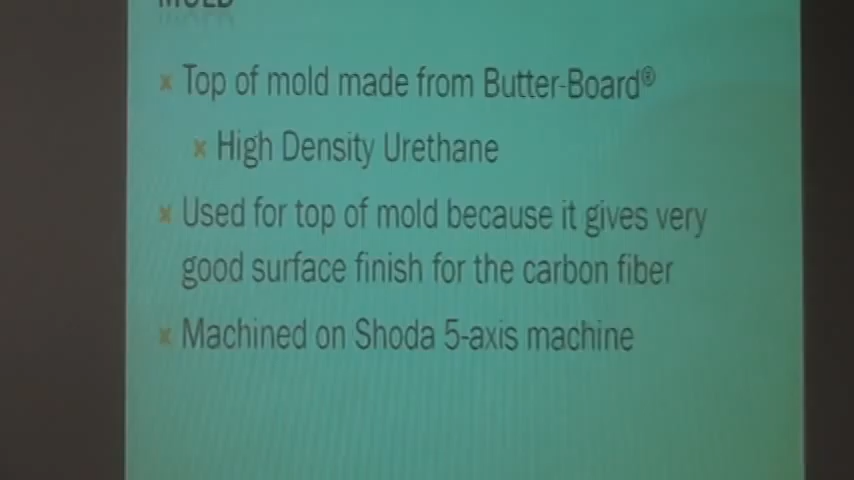 MOLD
Top of mold made from Butter-Board®
High Density Urethane
Used for top of mold because it gives very
good surface finish for the carbon fiber
Machined on Shoda 5-axis machine